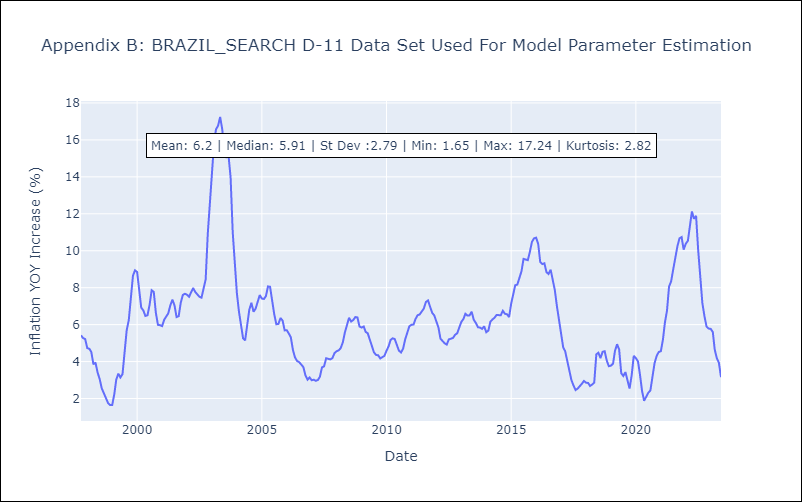 Appendix B: BRAZIL_SEARCH D-11 Data Set Used For Model Parameter Estimation
18
Mean: 6.2 | Median: 5.91 | St Dev :2.79 | Min: 1.65 | Max: 17.24 | Kurtosis: 2.82
16
14
12
10
8
6
4
2
Inflation YOY Increase (%)
2000 2005 2010 2015 2020
Date